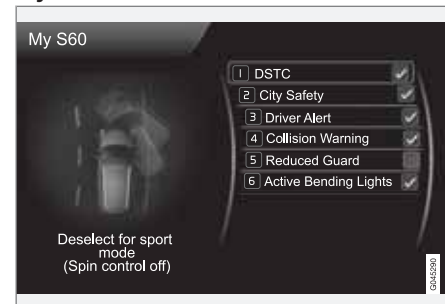 My S60
1 DSTC
2 City Safety
3 Driver Alert
4 Collision Warning
5 Reduced Guard
6 Active Bending Lights
Deselect for sport
mode
(Spin control off)
G045290